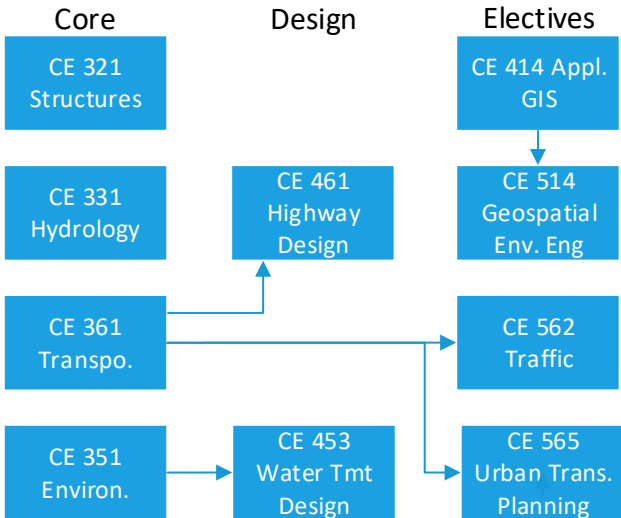 Core
Design
Electives
CE 321
Structures
CE 414 Appl.
GIS
CE 331
Hydrology
CE 461
Highway
Design
CE 514
Geospatial
Env. Eng
CE 361
Transpo.
CE 562
Traffic
CE 351
Environ.
CE 453
Water Tmt
Design
CE 565
Urban Trans.
Planning